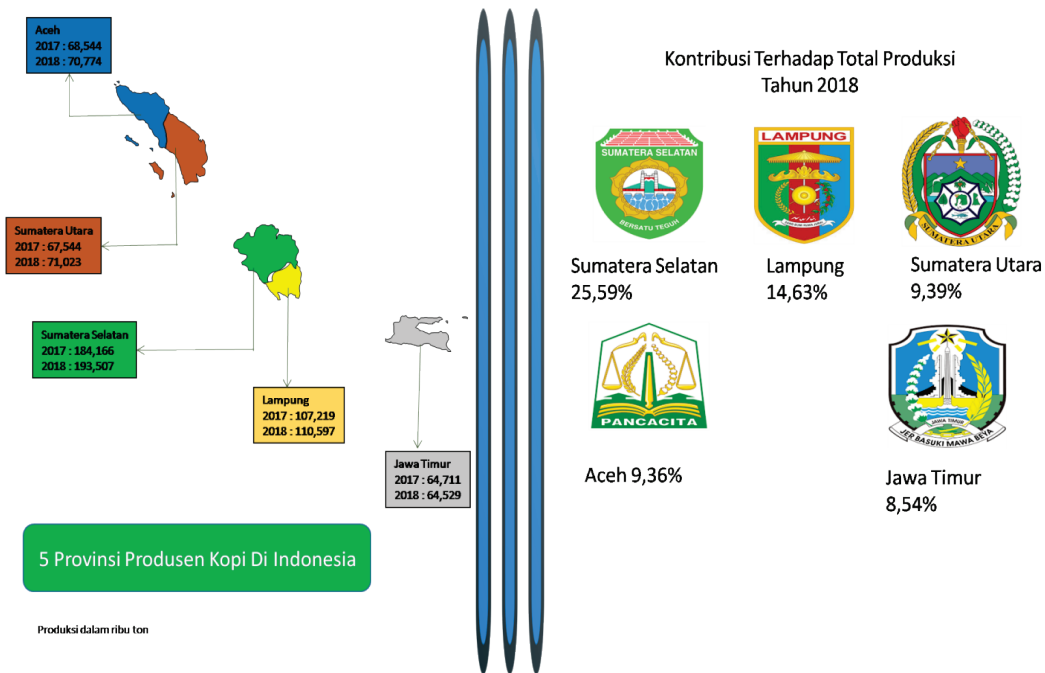 Aceh
2017 : 68,544
2018 : 70,774
Sumatera Utara
2017 : 67,544
2018 : 71,023
Sumatera Selatan
2017 : 184,166
2018 : 193,507
Lampung
2017 : 107,219
2018 : 110,597
Jawa Timur
2017 : 64,711
2018 : 64,529
5 Provinsi Produsen Kopi Di Indonesia
Produksi dalam ribu ton
Kontribusi Terhadap Total Produksi
Tahun 2018
SUMATERA SELATAN
BERSATU TEGUH
Sumatera Selatan
25,59%
LAMPUNG
Lampung
14,63%
SUMATERA UTARA
Sumatera Utara
9,39%
PANCACITA
Aceh 9,36%
JAWA TIMUR
JER BASUKI MAWA BEYA
Jawa Timur
8,54%